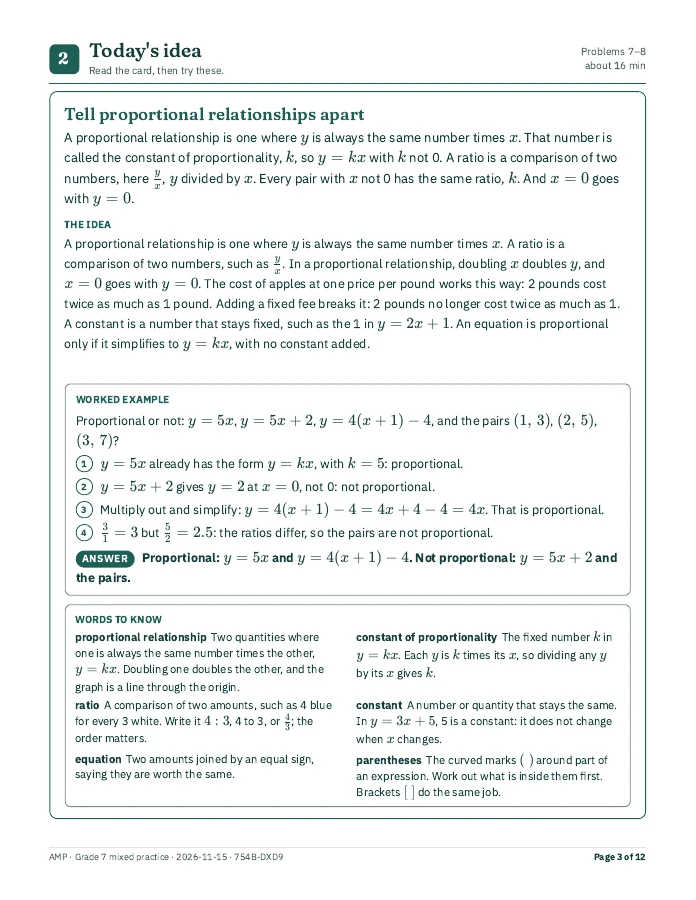 2
Today's idea
Read the card, then try these.
Problems 7–8
about 16 min
Tell proportional relationships apart
A proportional relationship is one where y is always the same number times x. That number is
called the constant of proportionality, k, so y = kx with k not 0. A ratio is a comparison of two
numbers, here y/x, y divided by x. Every pair with x not 0 has the same ratio, k. And x = 0 goes
with y = 0.
THE IDEA
A proportional relationship is one where y is always the same number times x. A ratio is a
comparison of two numbers, such as y/x. In a proportional relationship, doubling x doubles y, and
x = 0 goes with y = 0. The cost of apples at one price per pound works this way: 2 pounds cost
twice as much as 1 pound. Adding a fixed fee breaks it: 2 pounds no longer cost twice as much as 1.
A constant is a number that stays fixed, such as the 1 in y = 2x + 1. An equation is proportional
only if it simplifies to y = kx, with no constant added.
WORKED EXAMPLE
Proportional or not: y = 5x, y = 5x + 2, y = 4(x + 1) − 4, and the pairs (1, 3), (2, 5),
(3, 7)?
1 y = 5x already has the form y = kx, with k = 5: proportional.
2 y = 5x + 2 gives y = 2 at x = 0, not 0: not proportional.
3 Multiply out and simplify: y = 4(x + 1) − 4 = 4x + 4 − 4 = 4x. That is proportional.
4 3/1 = 3 but 5/2 = 2.5: the ratios differ, so the pairs are not proportional.
ANSWER Proportional: y = 5x and y = 4(x + 1) − 4. Not proportional: y = 5x + 2 and
the pairs.
WORDS TO KNOW
proportional relationship Two quantities where
one is always the same number times the other,
y = kx. Doubling one doubles the other, and the
graph is a line through the origin.
constant of proportionality The fixed number k in
y = kx. Each y is k times its x, so dividing any y
by its x gives k.
ratio A comparison of two amounts, such as 4 blue
for every 3 white. Write it 4 : 3, 4 to 3, or 4/3; the
order matters.
constant A number or quantity that stays the same.
In y = 3x + 5, 5 is a constant: it does not change
when x changes.
equation Two amounts joined by an equal sign,
saying they are worth the same.
parentheses The curved marks ( ) around part of
an expression. Work out what is inside them first.
Brackets [ ] do the same job.
AMP · Grade 7 mixed practice · 2026-11-15 · 754B-DXD9
Page 3 of 12